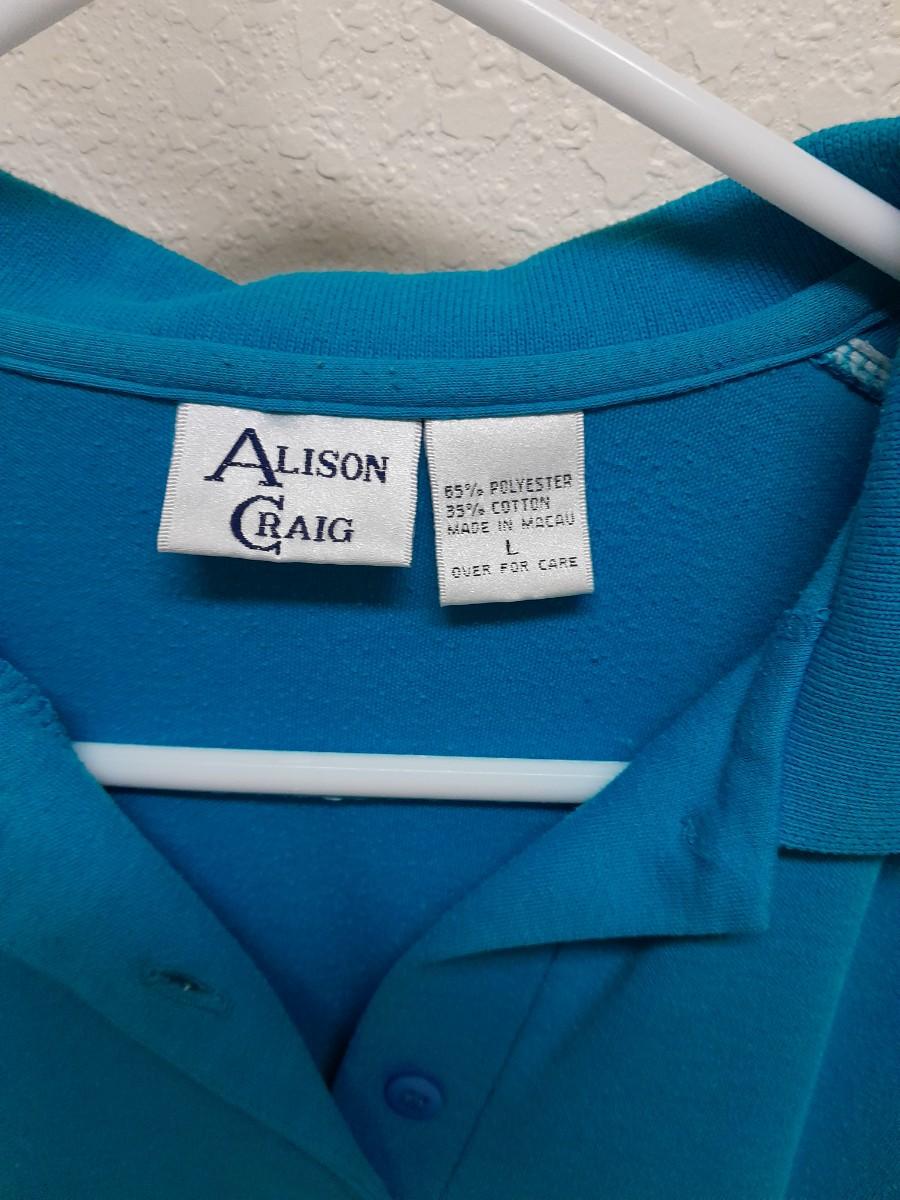 ALISON
CRAIG
65% POLYESTER
35% COTTON
MADE IN MACAU
L
OVER FOR CARE